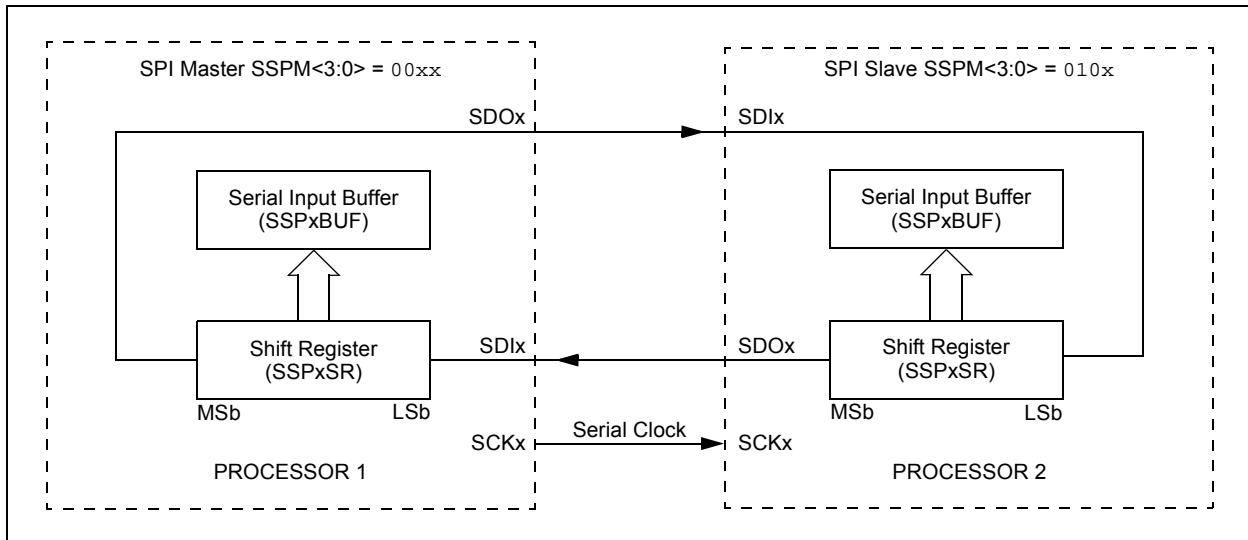 SPI Master SSPM<3:0> = 00xx
SDOx
Serial Input Buffer
(SSPxBUF)
Shift Register
(SSPxSR)
MSb
LSb
SDIx
SCKx
PROCESSOR 1
Serial Clock
SPI Slave SSPM<3:0> = 010x
SDIx
Serial Input Buffer
(SSPxBUF)
SDOx
Shift Register
(SSPxSR)
MSb
LSb
SCKx
PROCESSOR 2